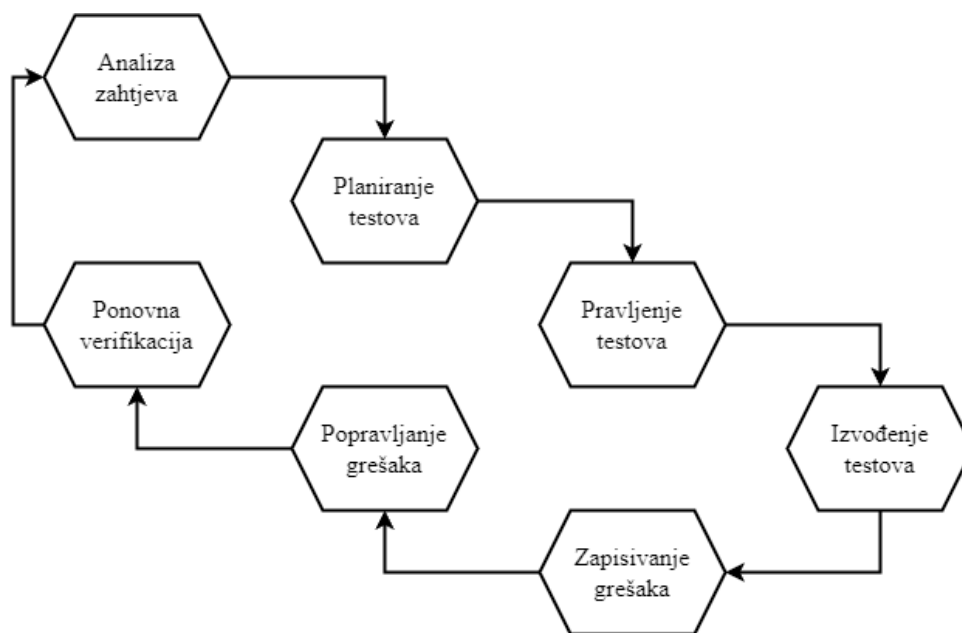 Analiza
zahtjeva
Planiranje
testova
Pravljenje
testova
Izvođenje
testova
Zapisivanje
grešaka
Popravljanje
grešaka
Ponovna
verifikacija